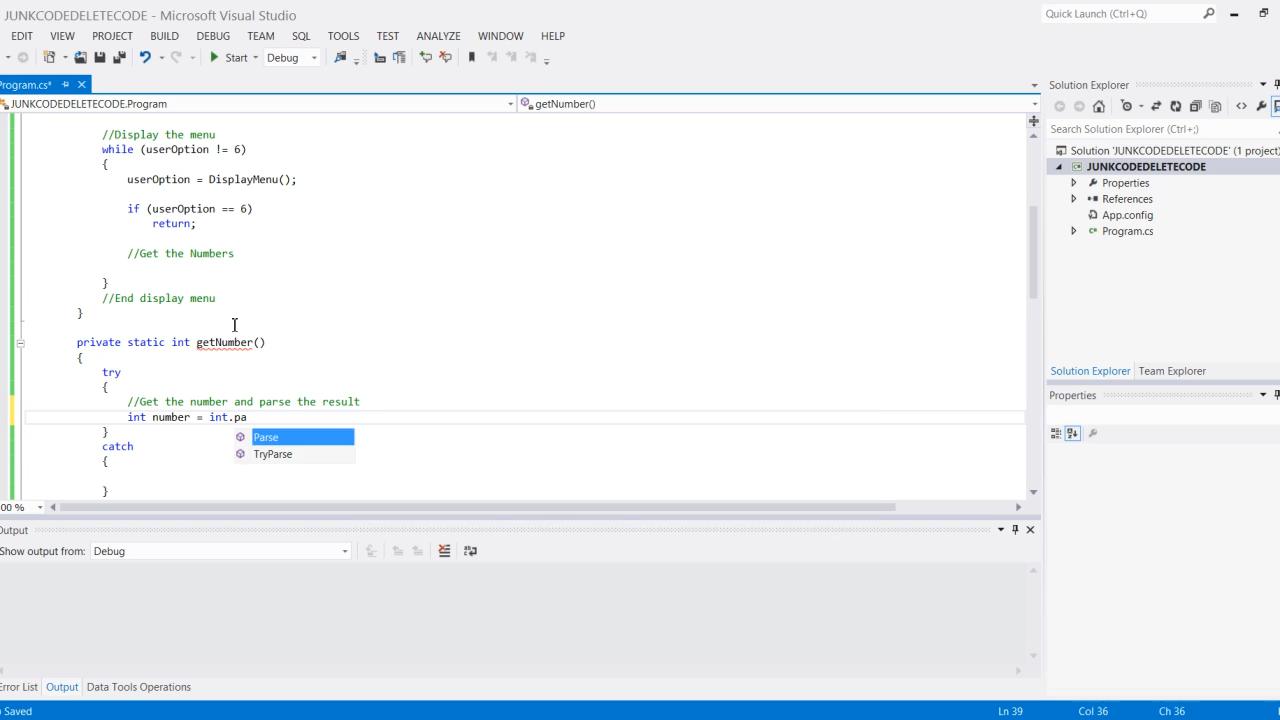 JUNKCODEDELETECODE - Microsoft Visual Studio
Quick Launch (Ctrl+Q)
EDIT VIEW PROJECT BUILD DEBUG TEAM SQL TOOLS TEST ANALYZE WINDOW HELP
Start Debug
Program.cs*
Solution Explorer
JUNKCODEDELETECODE.Program
getNumber()
Search Solution Explorer (Ctrl+;)
//Display the menu
while (userOption != 6)
{
userOption = DisplayMenu();
if (userOption == 6)
return;
//Get the Numbers
}
//End display menu
}
private static int getNumber()
{
try
{
//Get the number and parse the result
int number = int.pa
}
catch
{
}
Parse
TryParse
Solution 'JUNKCODEDELETECODE' (1 project)
JUNKCODEDELETECODE
Properties
References
App.config
Program.cs
Solution Explorer Team Explorer
Properties
00 %
Output
Show output from: Debug
Error List Output Data Tools Operations
Saved
Ln 39 Col 36 Ch 36